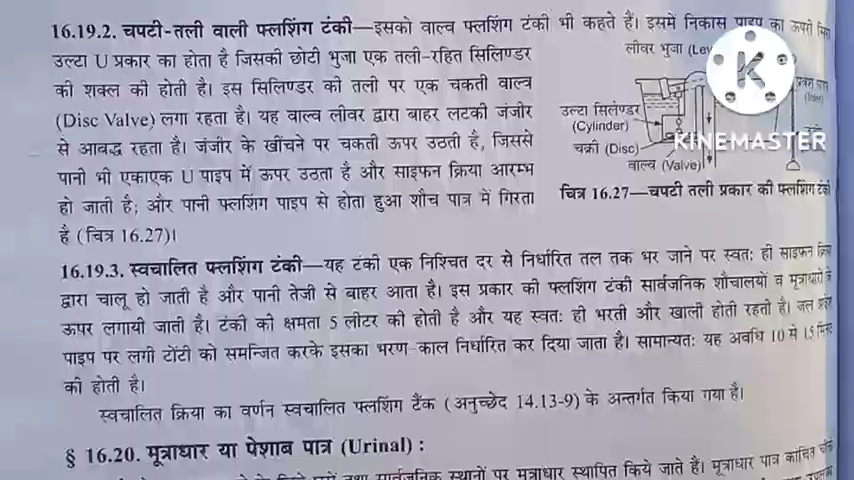 16.19.2. चपटी-तली वाली फ्लशिंग टंकी—इसको वाल्व फ्लशिंग टंकी भी कहते हैं। इसमें निकास पाइप का ऊपरी सिरा
उल्टा U प्रकार का होता है जिसकी छोटी भुजा एक तली-रहित सिलिण्डर
की शक्ल की होती है। इस सिलिण्डर की तली पर एक चकती वाल्व
(Disc Valve) लगा रहता है। यह वाल्व लीवर द्वारा बाहर लटकी जंजीर
से आबद्ध रहता है। जंजीर के खींचने पर चकती ऊपर उठती है, जिससे
पानी भी एकाएक U पाइप में ऊपर उठता है और साइफन क्रिया आरम्भ
हो जाती है; और पानी फ्लशिंग पाइप से होता हुआ शौच पात्र में गिरता
है (चित्र 16.27)।
लीवर भुजा (Lev
उल्टा सिलेण्डर
(Cylinder)
चक्री (Disc)
वाल्व (Valve)
KINEMASTER
चित्र 16.27—चपटी तली प्रकार की फ्लशिंग टंकी
16.19.3. स्वचालित फ्लशिंग टंकी—यह टंकी एक निश्चित दर से निर्धारित तल तक भर जाने पर स्वतः ही साइफन क्रिया
द्वारा चालू हो जाती है और पानी तेजी से बाहर आता है। इस प्रकार की फ्लशिंग टंकी सार्वजनिक शौचालयों व मूत्राधारों के
ऊपर लगायी जाती है। टंकी की क्षमता 5 लीटर की होती है और यह स्वतः ही भरती और खाली होती रहती है। जल प्रवेश
पाइप पर लगी टोंटी को समन्जित करके इसका भरण-काल निर्धारित कर दिया जाता है। सामान्यतः यह अवधि 10 से 15 मिनट
की होती है।
स्वचालित क्रिया का वर्णन स्वचालित फ्लशिंग टैंक (अनुच्छेद 14.13-9) के अन्तर्गत किया गया है।
§ 16.20. मूत्राधार या पेशाब पात्र (Urinal) :
सार्वजनिक स्थानों पर मूत्राधार स्थापित किये जाते हैं। मूत्राधार पात्र